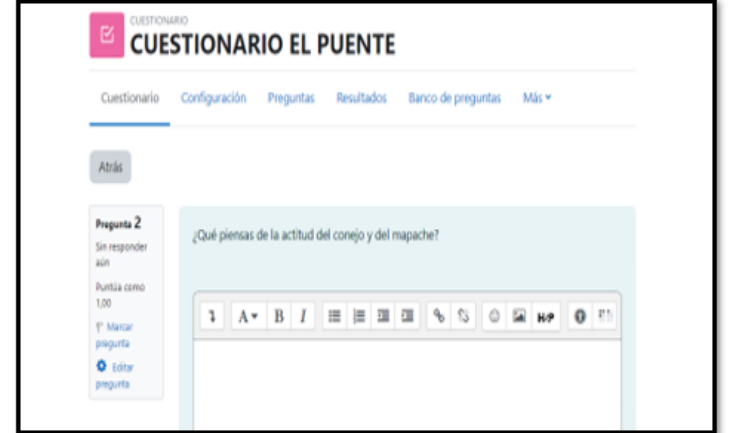 CUESTIONARIO
CUESTIONARIO EL PUENTE
Cuestionario Configuración Preguntas Resultados Banco de preguntas Más
Atrás
Pregunta 2
Sin responder
aún
Puntúa como
1,00
Marcar
pregunta
Editar
pregunta
¿Qué piensas de la actitud del conejo y del mapache?
A B I H-P